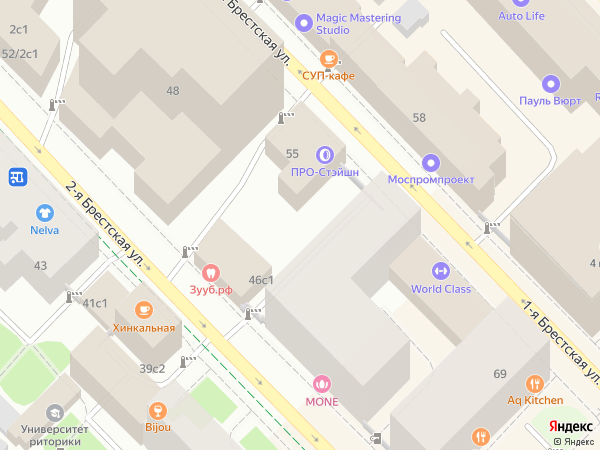 Auto Life
Magic Mastering
Studio
Брестская ул.
2с1
52/2с1
СУП-кафе
48
Пауль Вюрт
58
55
ПРО-Стэйшн
Моспромпроект
2-я Брестская ул.
Nelva
43
46с1
Зууб.рф
World Class
41с1
Хинкальная
1-я Брестская ул.
39с2
69
MONE
Aq Kitchen
Университет
риторики
Bijou
Яндекс
© Яндекс